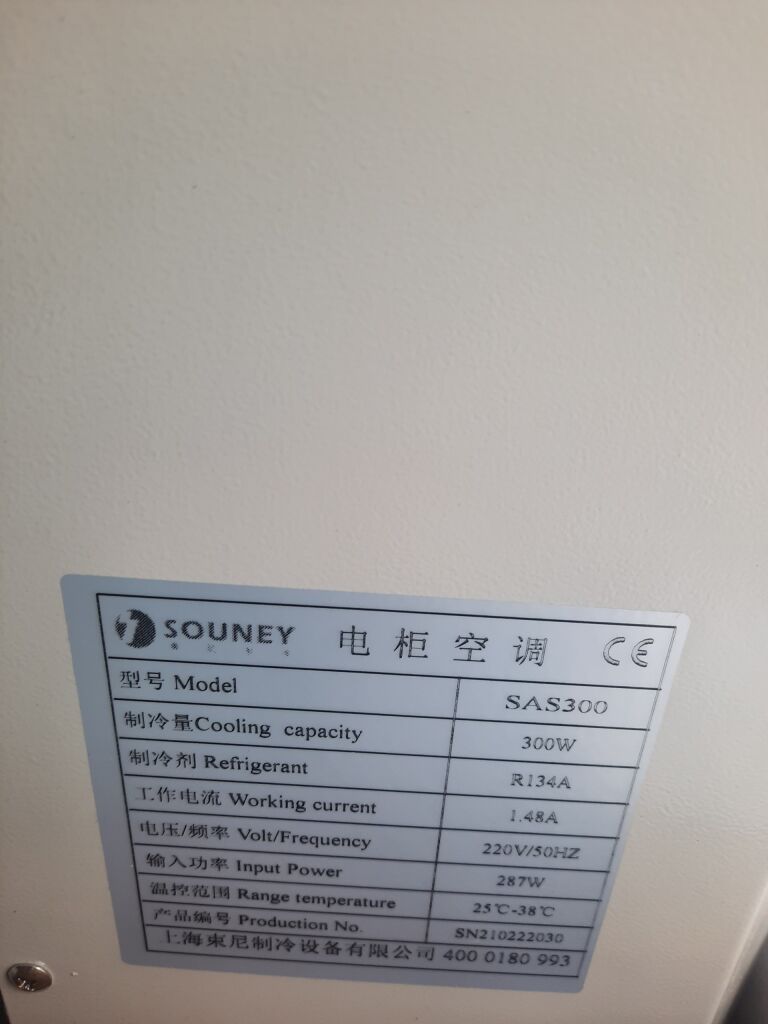 SOUNEY 电柜空调 CE
型号 Model SAS300
制冷量Cooling capacity 300W
制冷剂 Refrigerant R134A
工作电流 Working current 1.48A
电压/频率 Volt/Frequency 220V/50HZ
输入功率 Input Power 287W
温控范围 Range temperature 25℃-38℃
产品编号 Production No. SN210222030
上海束尼制冷设备有限公司 400 0180 993